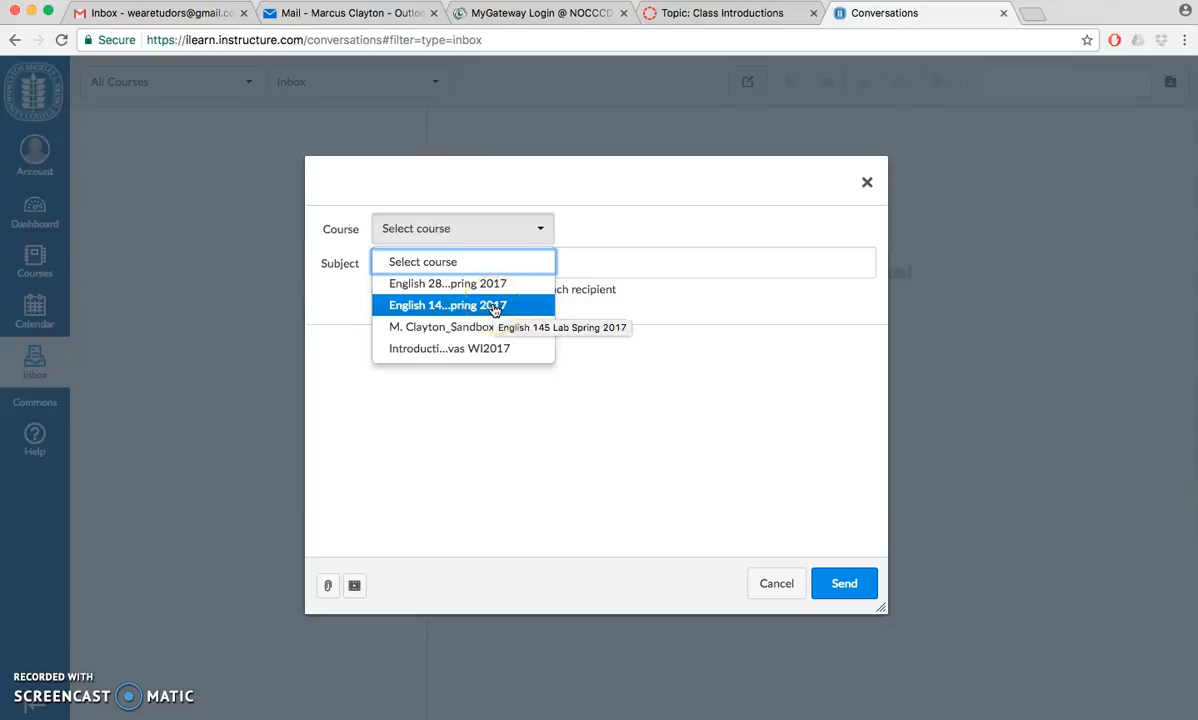 Inbox - wearetudors@gmail.co
Mail - Marcus Clayton - Outloo
MyGateway Login @ NOCCCD
Topic: Class Introductions
Conversations
Secure
https://ilearn.instructure.com/conversations#filter=type=inbox
All Courses
Inbox
Account
Dashboard
Courses
Calendar
Inbox
Commons
Help
Course
Select course
Subject
Select course
English 28...pring 2017
ch recipient
English 14...pring 2017
M. Clayton_Sandbox
English 145 Lab Spring 2017
Introducti...vas WI2017
Cancel
Send
RECORDED WITH
SCREENCAST MATIC